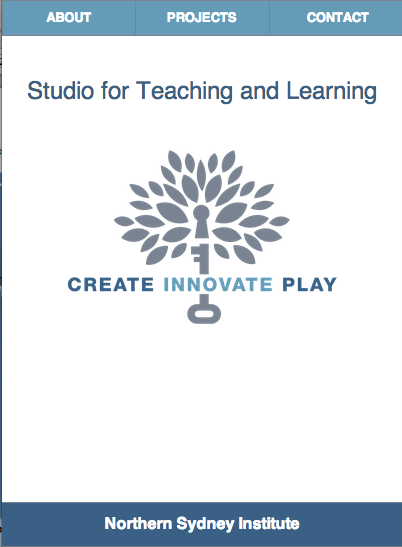 ABOUT PROJECTS CONTACT
Studio for Teaching and Learning
CREATE INNOVATE PLAY
Northern Sydney Institute